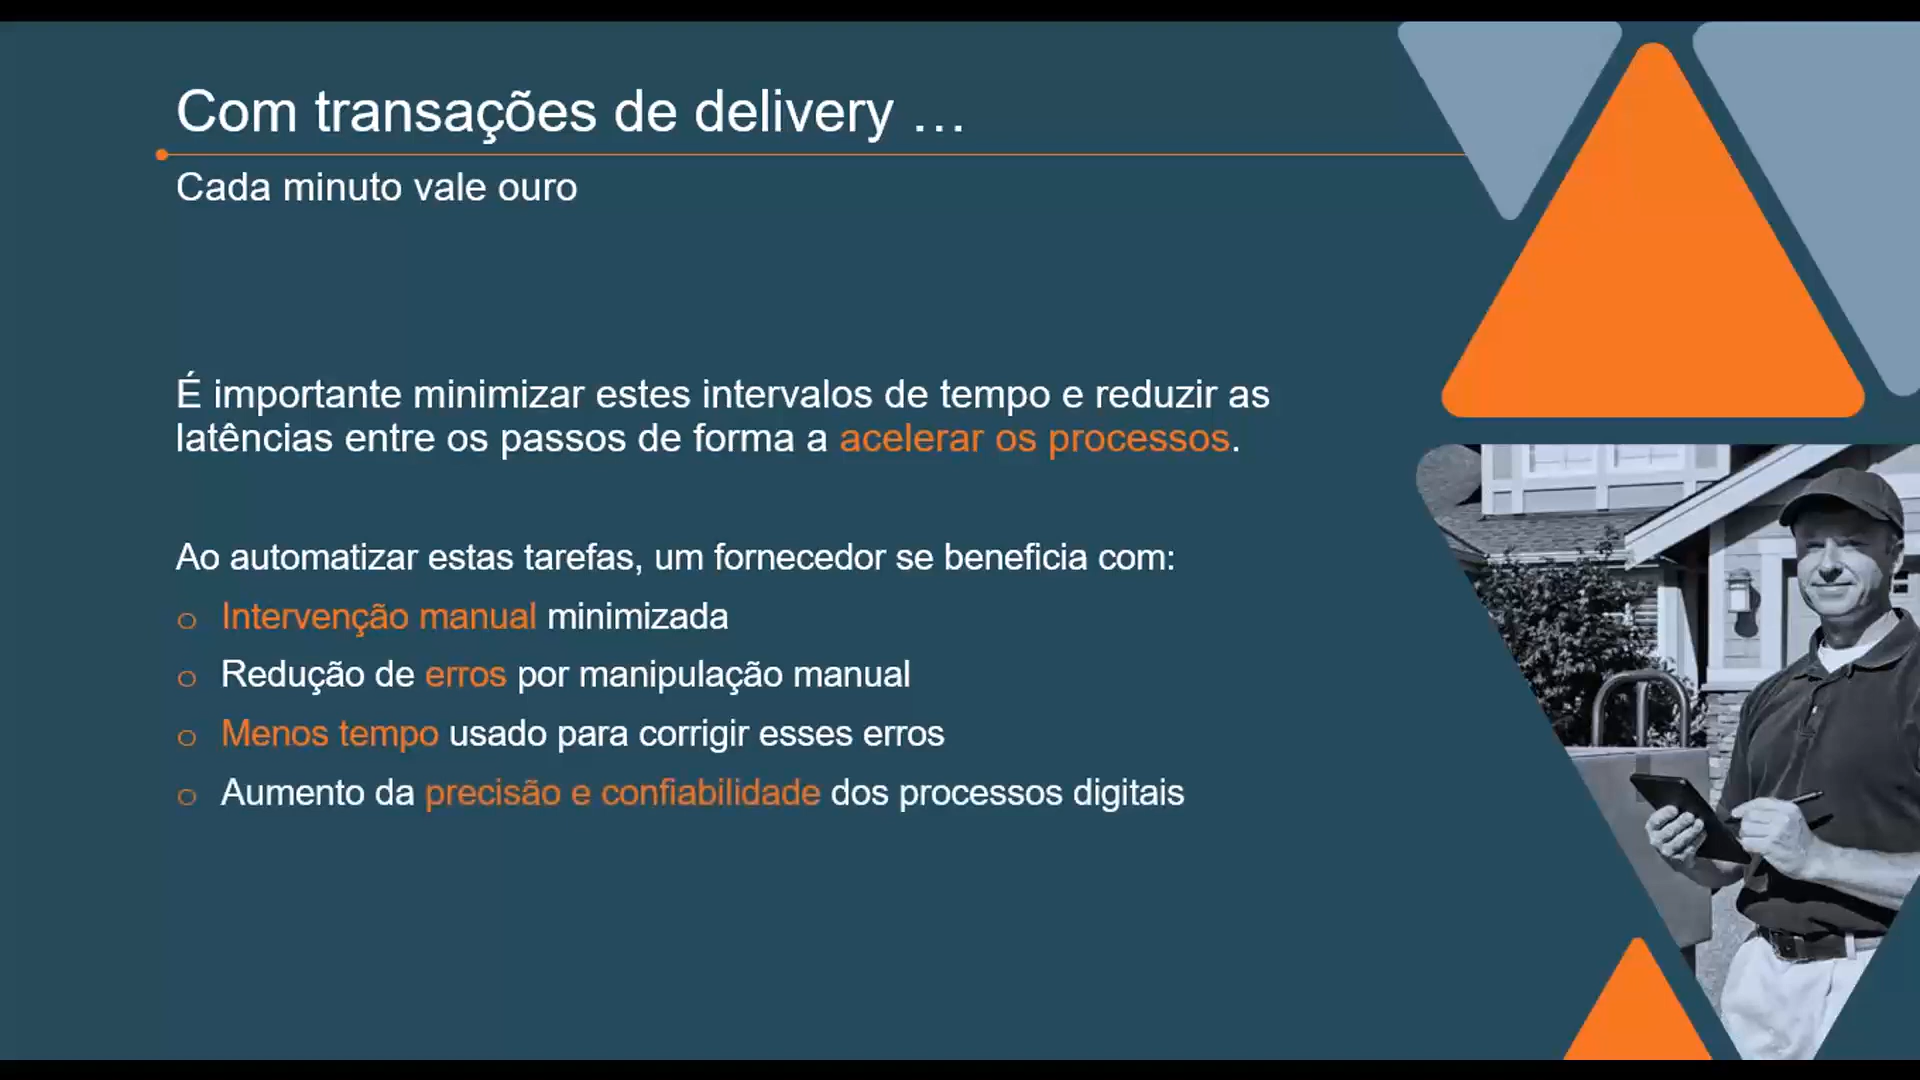 Com transações de delivery …
Cada minuto vale ouro
É importante minimizar estes intervalos de tempo e reduzir as
latências entre os passos de forma a acelerar os processos.
Ao automatizar estas tarefas, um fornecedor se beneficia com:
o Intervenção manual minimizada
o Redução de erros por manipulação manual
o Menos tempo usado para corrigir esses erros
o Aumento da precisão e confiabilidade dos processos digitais